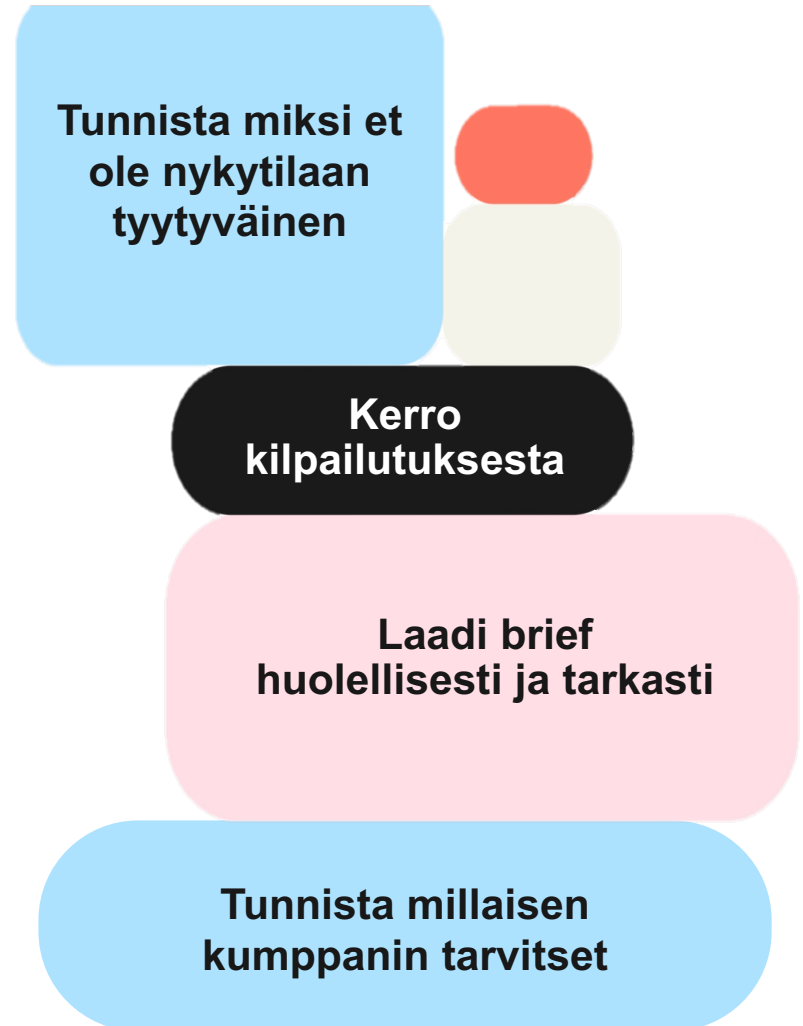 Tunnista miksi et
ole nykytilaan
tyytyväinen
Kerro
kilpailutuksesta
Laadi brief
huolellisesti ja tarkasti
Tunnista millaisen
kumppanin tarvitset